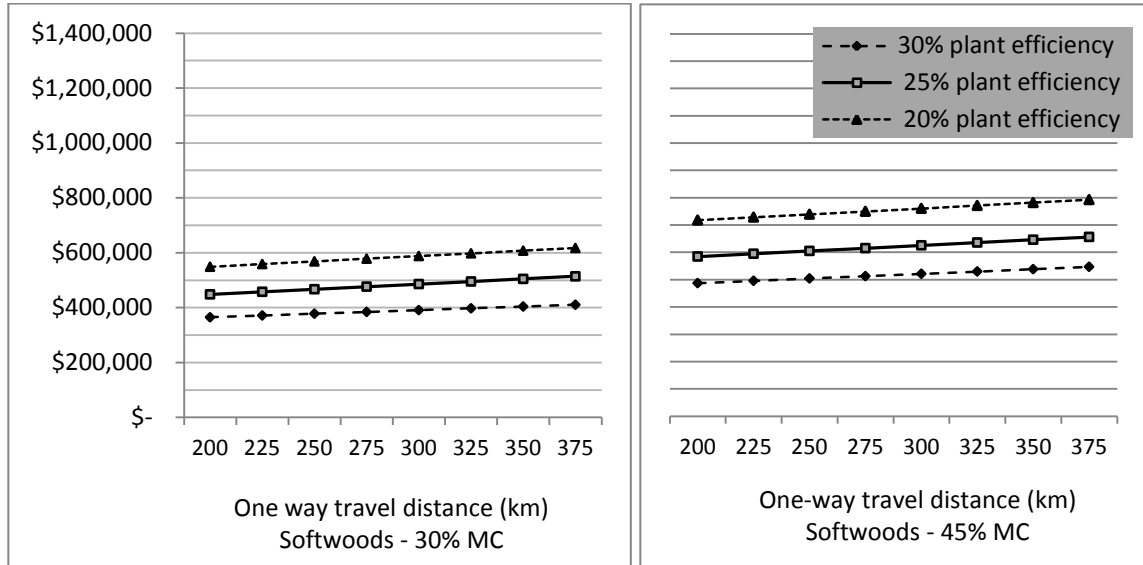 $1,400,000
$1,200,000
$1,000,000
$800,000
$600,000
$400,000
$200,000
$-
200 225 250 275 300 325 350 375
One way travel distance (km)
Softwoods - 30% MC
30% plant efficiency
25% plant efficiency
20% plant efficiency
200 225 250 275 300 325 350 375
One-way travel distance (km)
Softwoods - 45% MC